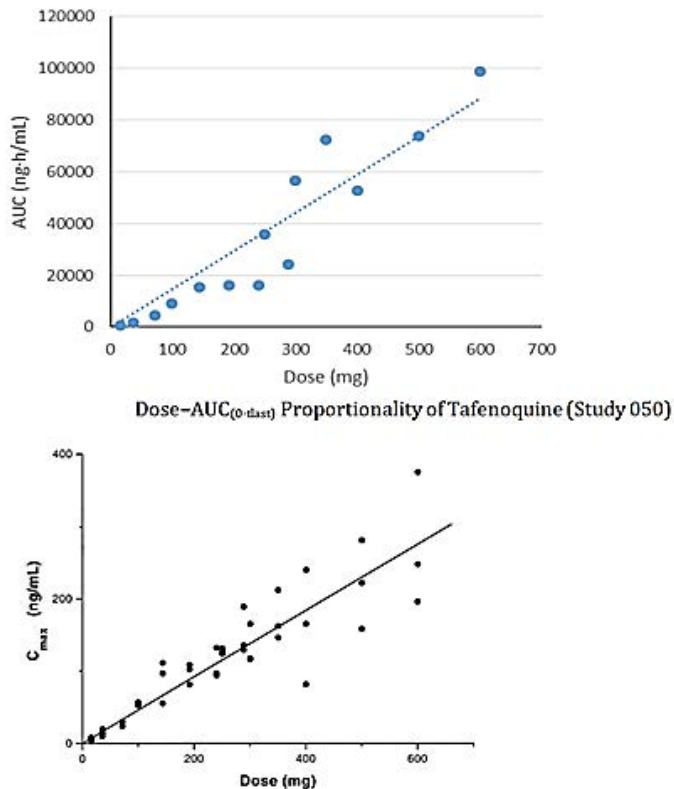 120000
100000
80000
60000
40000
20000
0
AUC (ng·h/mL)
0 100 200 300 400 500 600 700
Dose (mg)
Dose–AUC(0-tlast) Proportionality of Tafenoquine (Study 050)
400
200
0
Cmax (ng/mL)
0 200 400 600
Dose (mg)